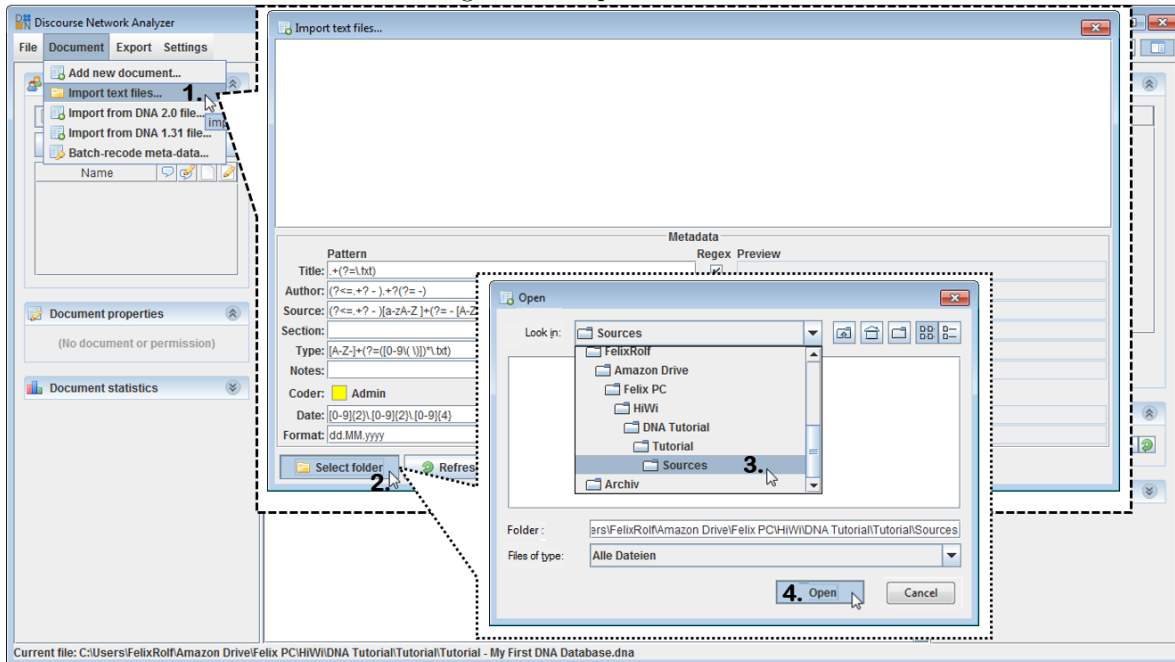 Discourse Network Analyzer
File Document Export Settings
Add new document...
Import text files... 1.
Import from DNA 2.0 file...
Import from DNA 1.31 file...
Batch-recode meta-data...
Name
Document properties
(No document or permission)
Document statistics
Import text files...
Metadata
Pattern Regex Preview
Title: .+(?=\.txt)
Author: (?<=.+? - ).+?(?= -)
Source: (?<=.+? - )[a-zA-Z ]+(?= - [A-Z
Section:
Type: [A-Z-]+(?=([0-9\( \)])*\.txt)
Notes:
Coder: Admin
Date: [0-9]{2}\.[0-9]{2}\.[0-9]{4}
Format: dd.MM.yyyy
Select folder 2. Refres
Open
Look in: Sources
FelixRolf
Amazon Drive
Felix PC
HiWi
DNA Tutorial
Tutorial
Sources 3.
Archiv
Folder : ers\FelixRolf\Amazon Drive\Felix PC\HiWi\DNA Tutorial\Tutorial\Sources
Files of type: Alle Dateien
4. Open Cancel
Current file: C:\Users\FelixRolf\Amazon Drive\Felix PC\HiWi\DNA Tutorial\Tutorial\Tutorial - My First DNA Database.dna